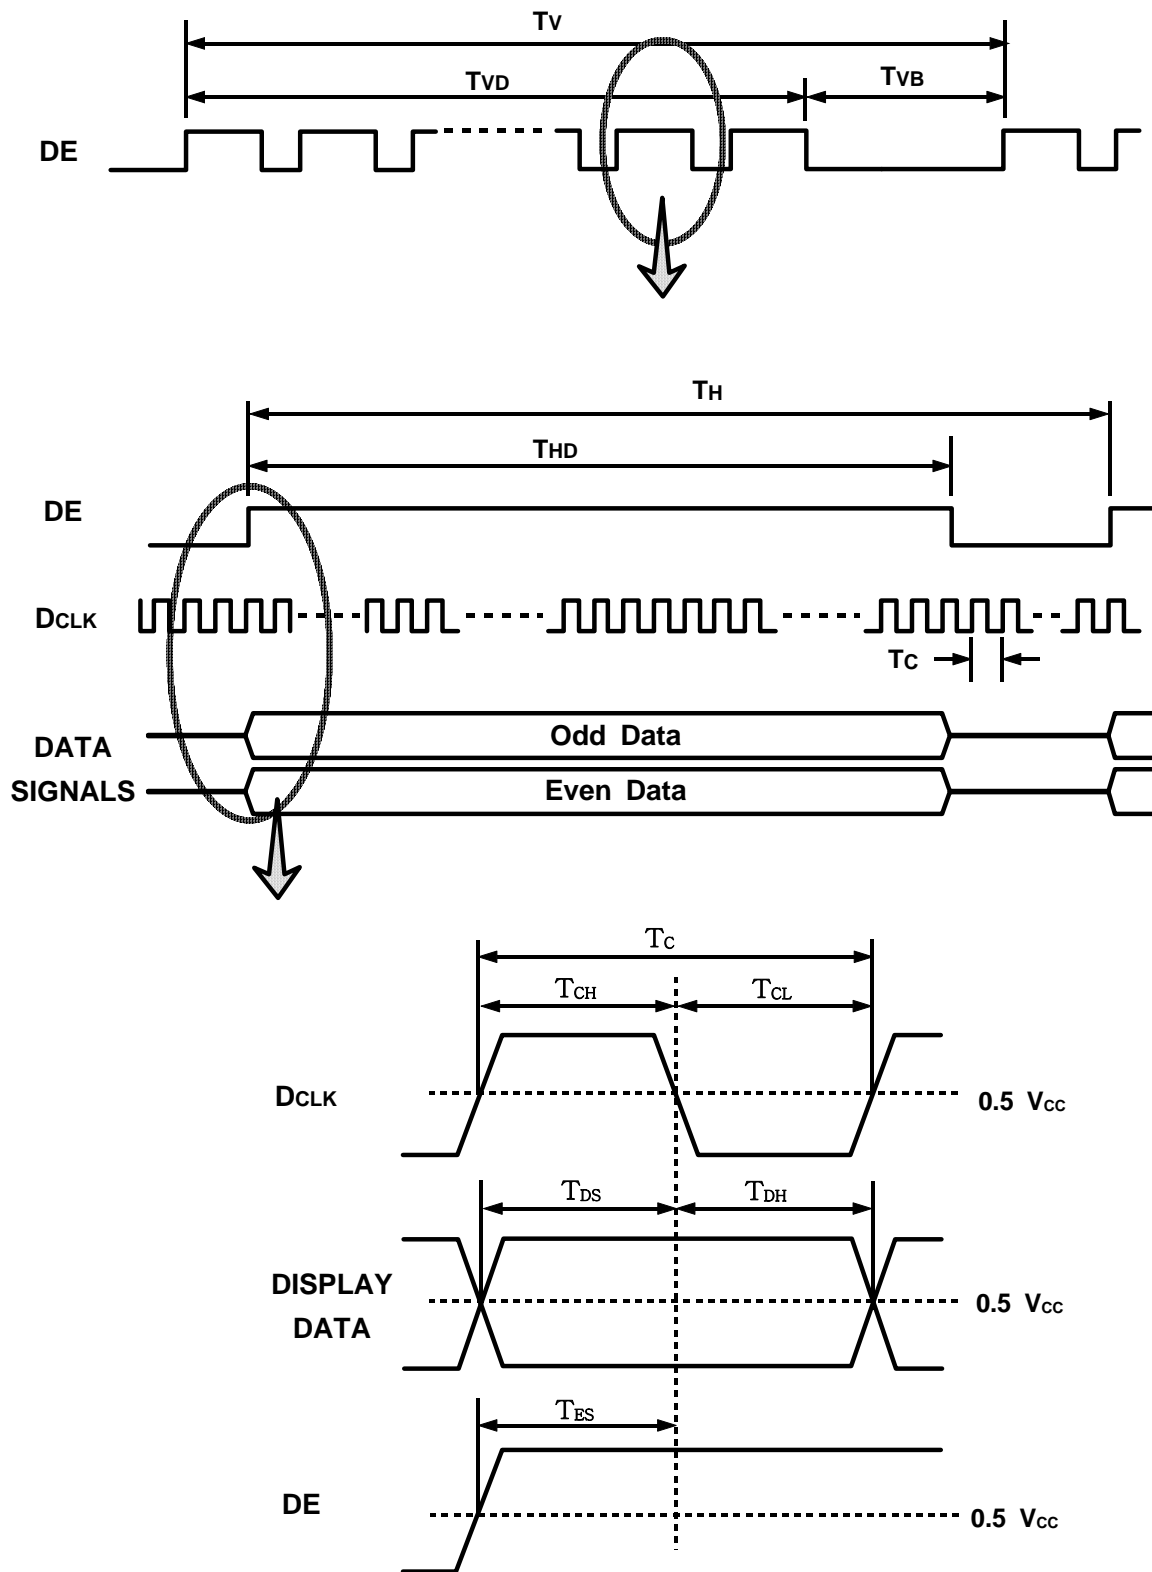 TV
TVD
TVB
DE
TH
THD
DE
DCLK
TC
DATA
SIGNALS
Odd Data
Even Data
TC
TCH
TCL
DCLK
0.5 VCC
TDS
TDH
DISPLAY
DATA
0.5 VCC
TES
DE
0.5 VCC